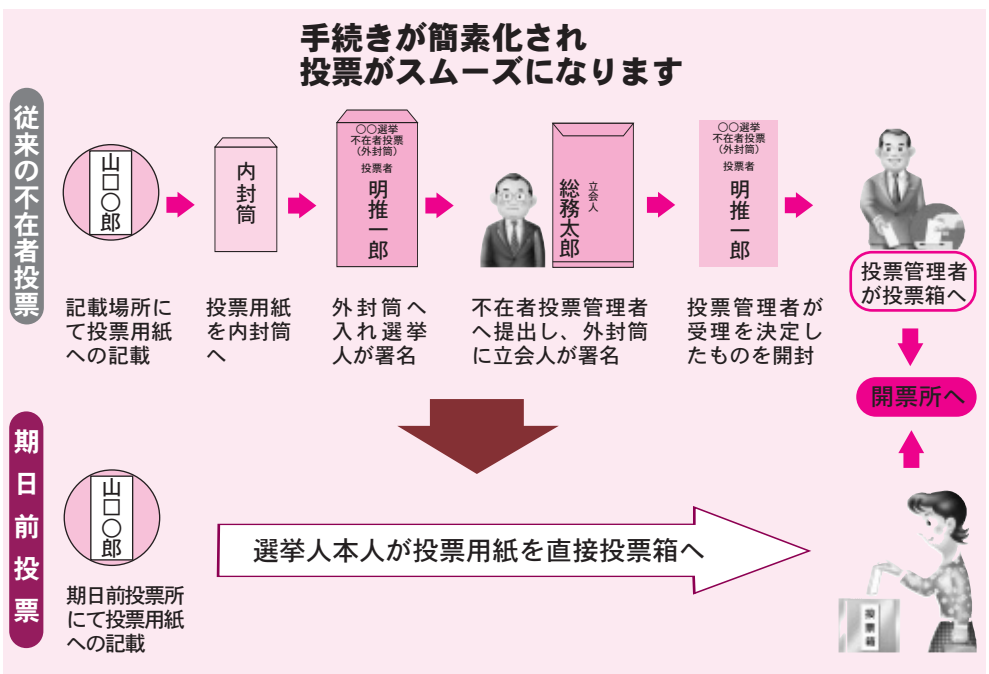 手続きが簡素化され
投票がスムーズになります
従来の不在者投票
山□○郎
内封筒
○○選挙
不在者投票
(外封筒)
投票者
明推一郎
立会人
総務太郎
○○選挙
不在者投票
(外封筒)
投票者
明推一郎
投票管理者
が投票箱へ
記載場所に
て投票用紙
への記載
投票用紙
を内封筒
へ
外封筒へ
入れ選挙
人が署名
不在者投票管理者
へ提出し、外封筒
に立会人が署名
投票管理者が
受理を決定し
たものを開封
開票所へ
期日前投票
山□○郎
期日前投票所
にて投票用紙
への記載
選挙人本人が投票用紙を直接投票箱へ
投票箱